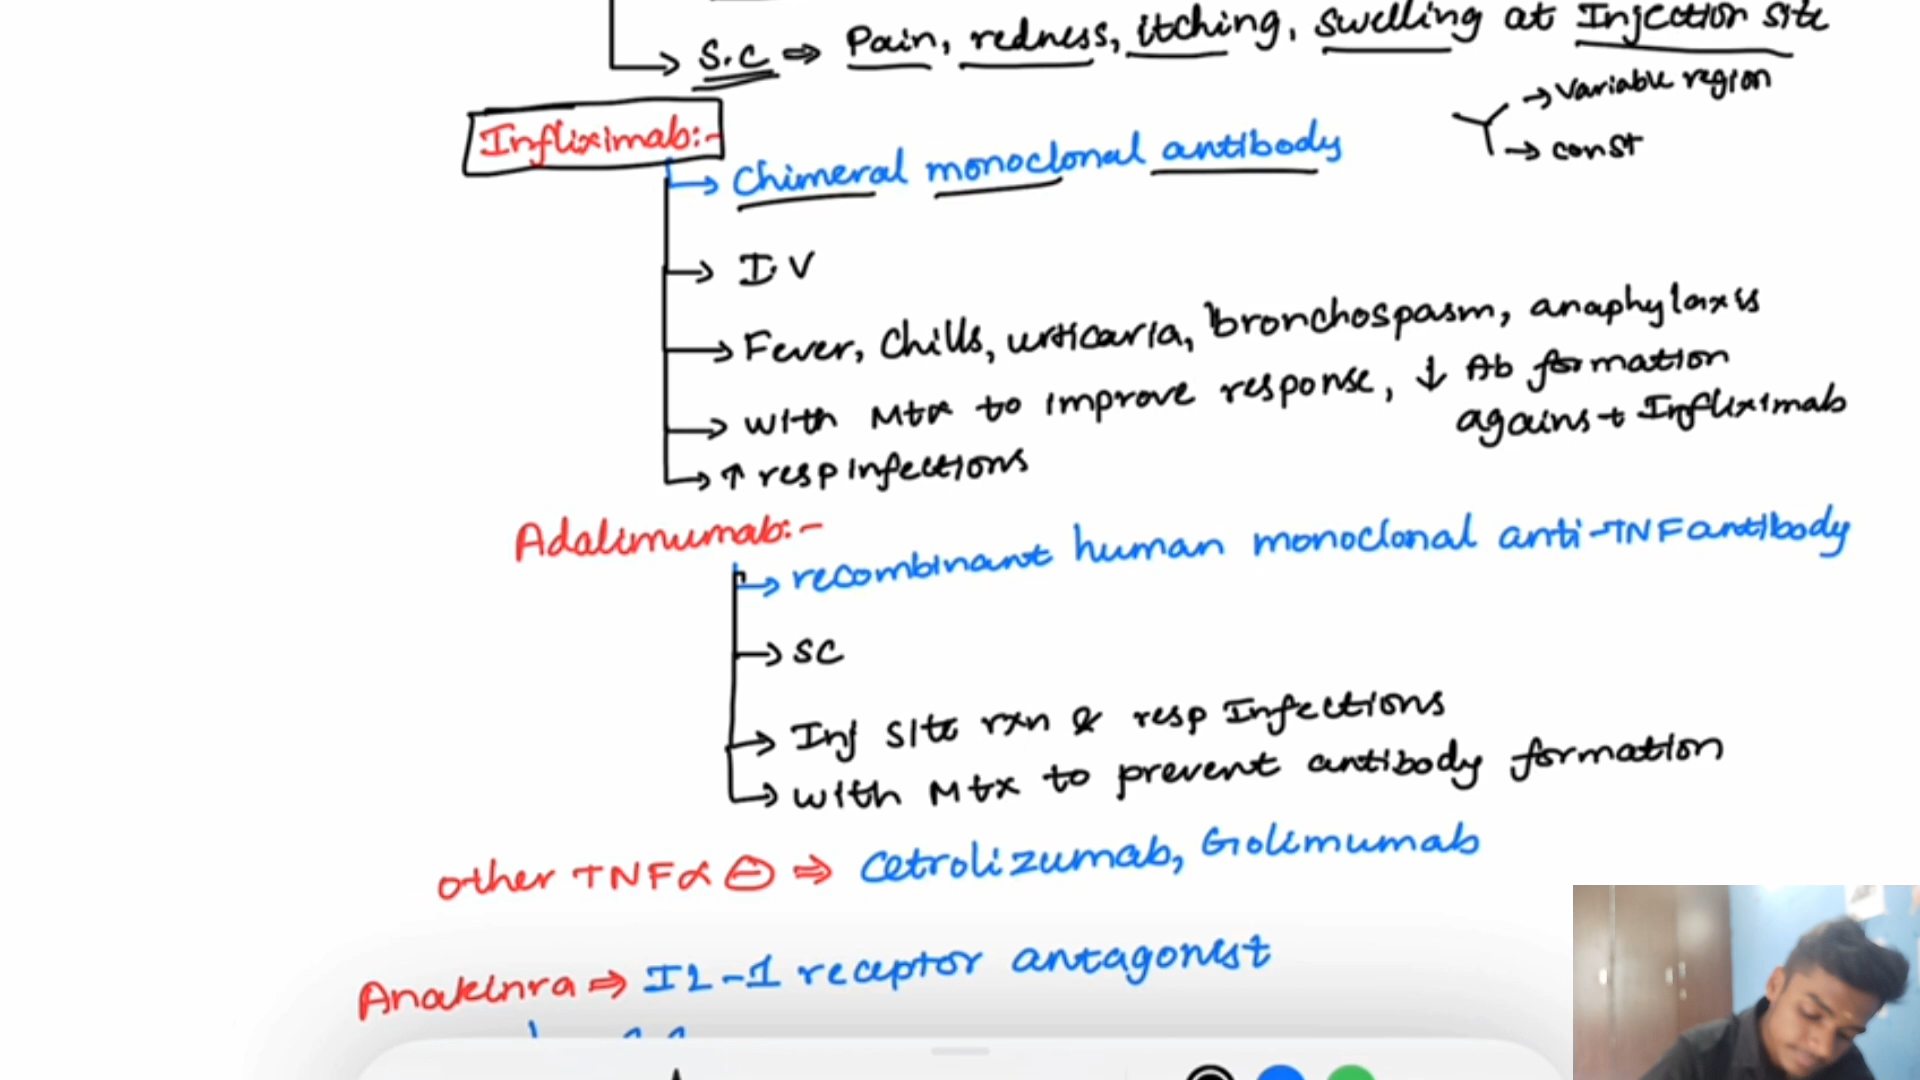 S.C ⇒ Pain, redness, itching, swelling at Injection site
Infliximab:-
→ Variable region
→ const
→ Chimeral monoclonal antibody
→ I.V
→ Fever, Chills, urticaria, bronchospasm, anaphylaxis
→ with Mtx to improve response, ↓ Ab formation
against Infliximab
→ ↑ resp infections
Adalimumab:-
→ recombinant human monoclonal anti-TNF antibody
→ SC
→ Inj site rxn & resp Infections
→ with Mtx to prevent antibody formation
other TNFα ⊖ ⇒ Cetrolizumab, Golimumab
Anakinra ⇒ IL-1 receptor antagonist